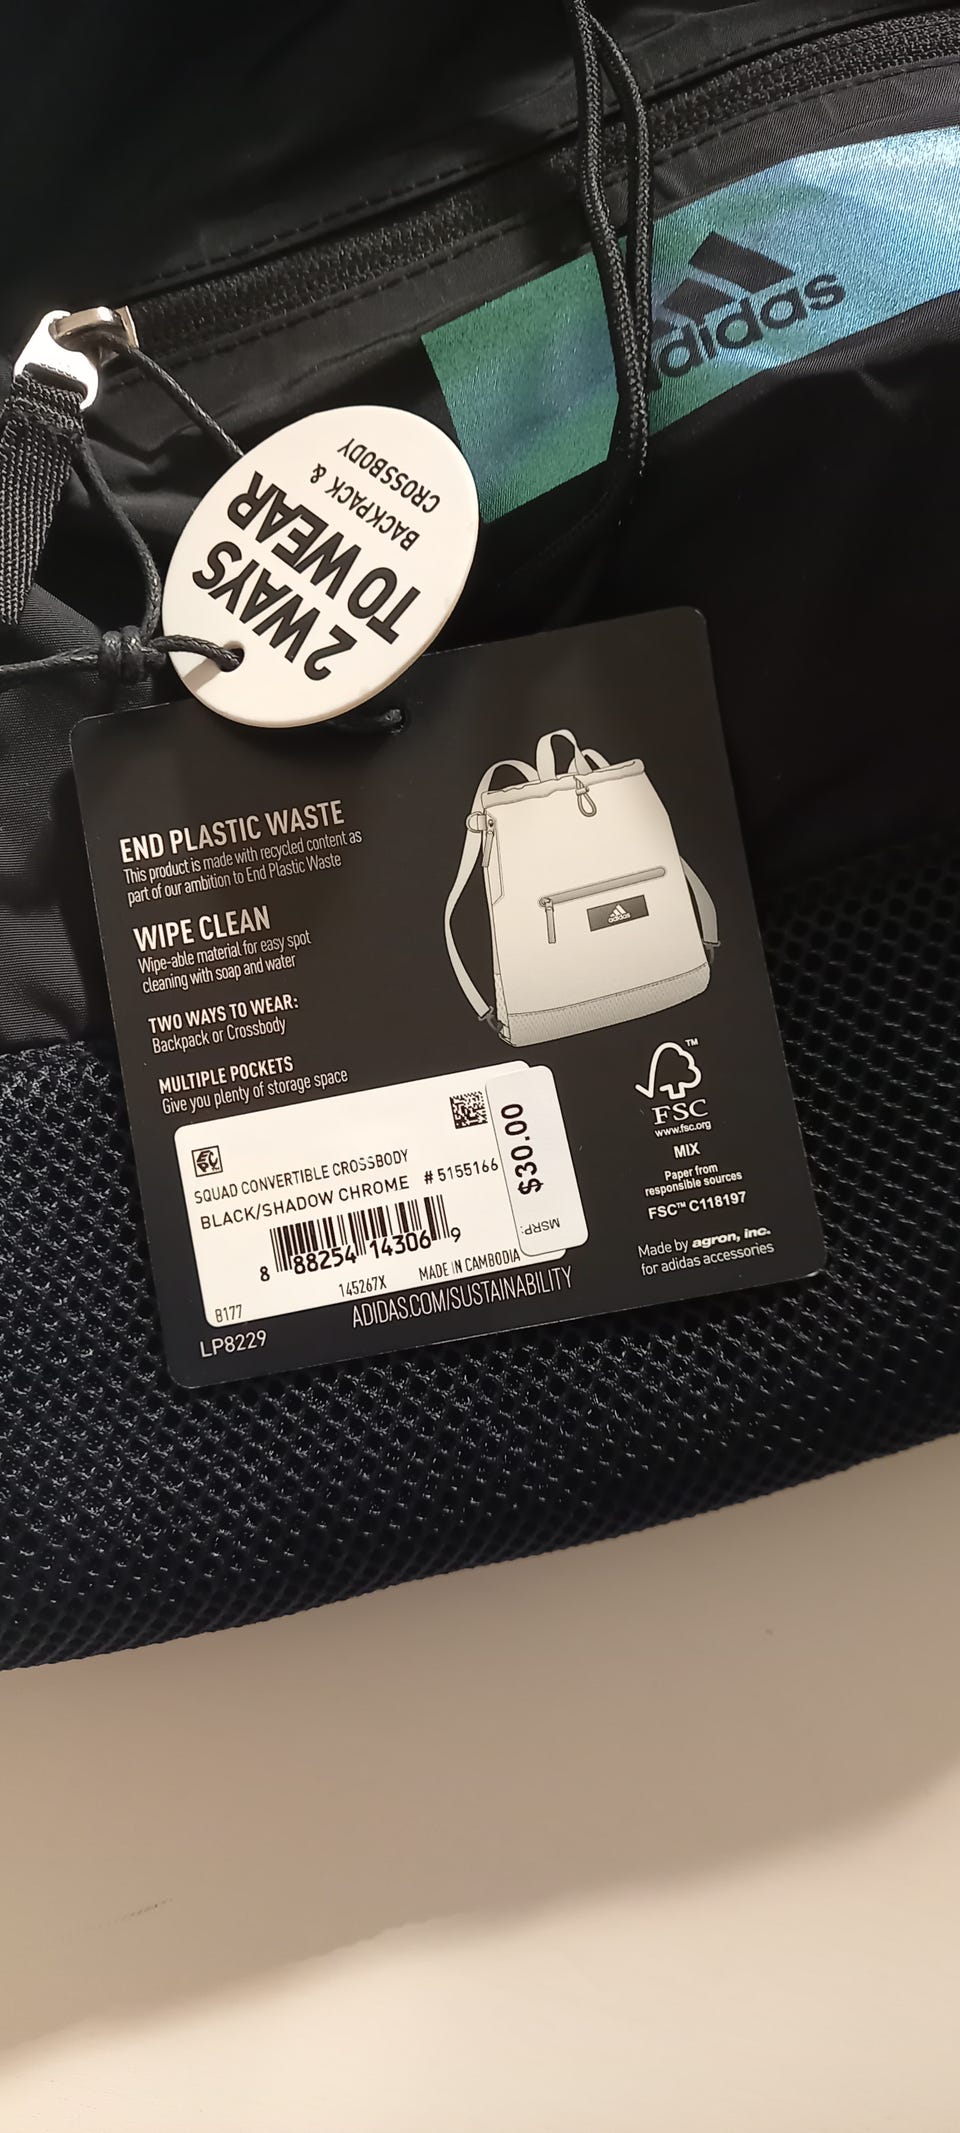 adidas
2 WAYS
TO WEAR
BACKPACK &
CROSSBODY
END PLASTIC WASTE
This product is made with recycled content as
part of our ambition to End Plastic Waste
WIPE CLEAN
Wipe-able material for easy spot
cleaning with soap and water
TWO WAYS TO WEAR:
Backpack or Crossbody
MULTIPLE POCKETS
Give you plenty of storage space
adidas
SQUAD CONVERTIBLE CROSSBODY
BLACK/SHADOW CHROME # 5155166
8 88254 14306 9
145267X MADE IN CAMBODIA
B177
MSRP: $30.00
LP8229
ADIDAS.COM/SUSTAINABILITY
FSC™
www.fsc.org
MIX
Paper from
responsible sources
FSC™ C118197
Made by agron, inc.
for adidas accessories